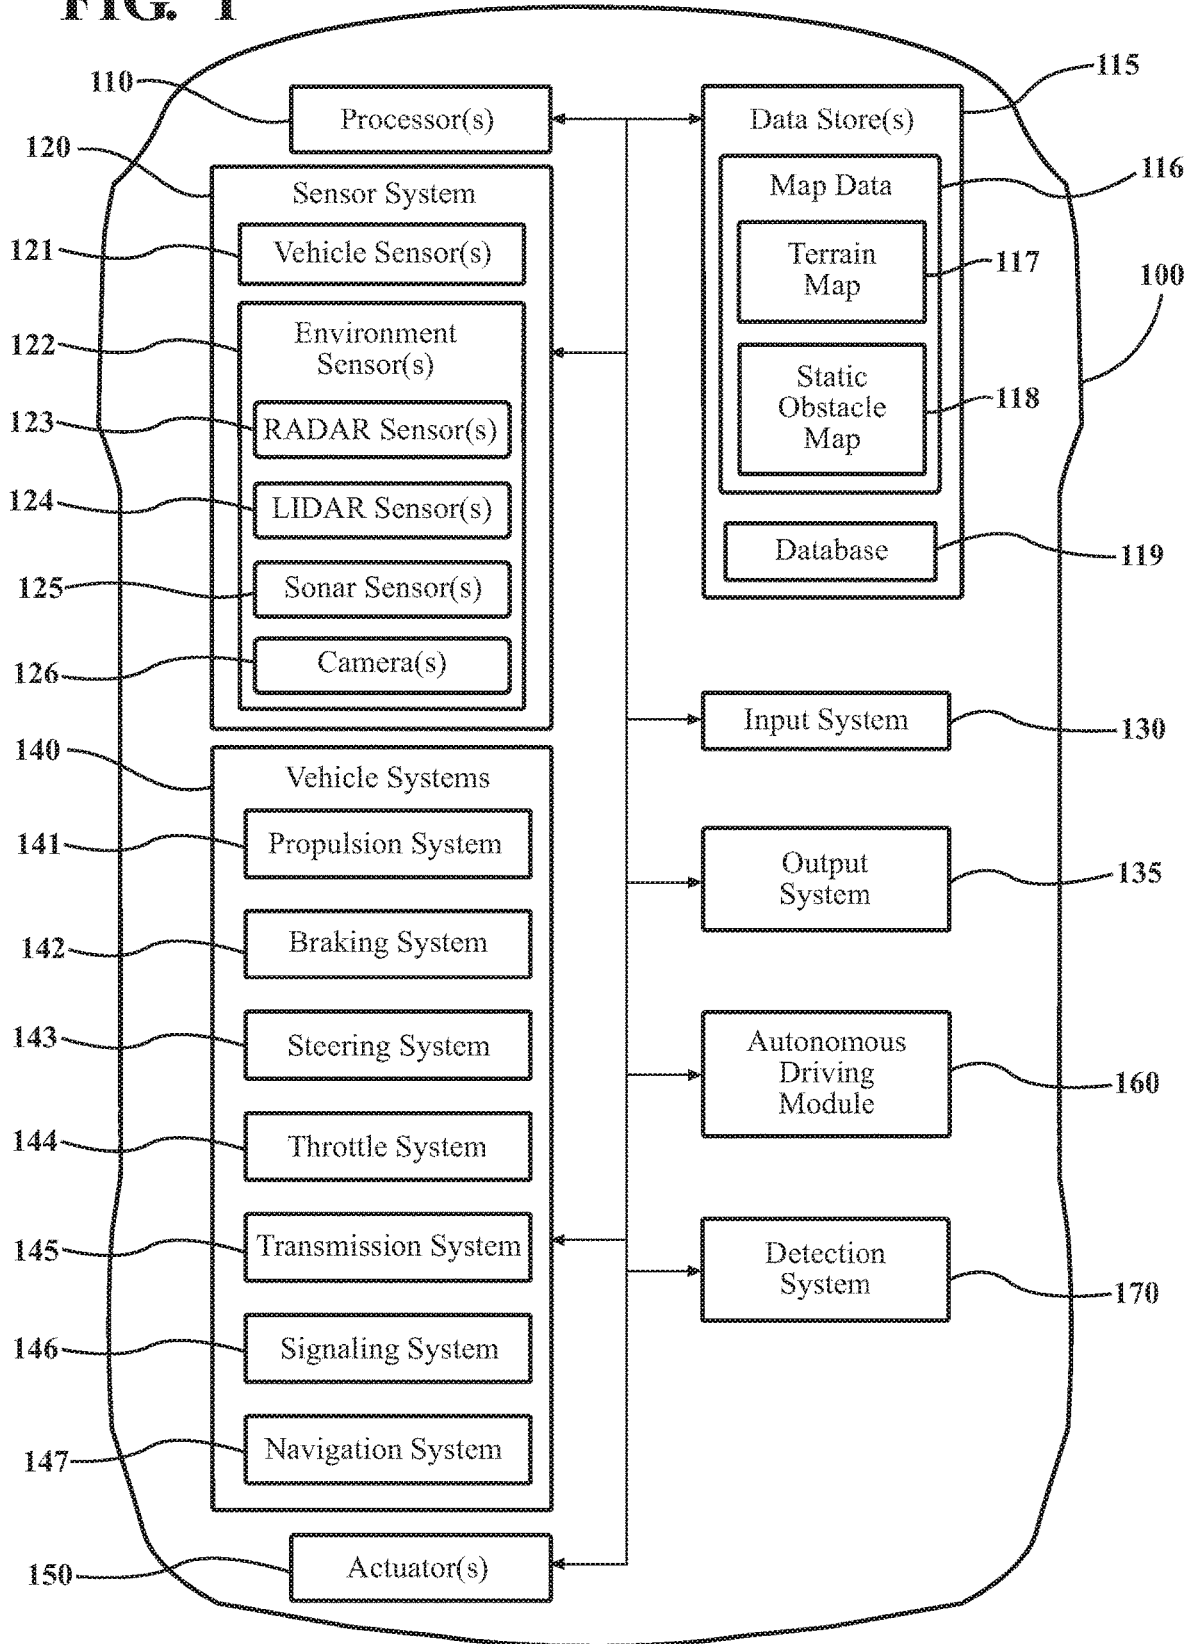 FIG. 1
110
Processor(s)
120
Sensor System
121
Vehicle Sensor(s)
122
Environment
Sensor(s)
123
RADAR Sensor(s)
124
LIDAR Sensor(s)
125
Sonar Sensor(s)
126
Camera(s)
140
Vehicle Systems
141
Propulsion System
142
Braking System
143
Steering System
144
Throttle System
145
Transmission System
146
Signaling System
147
Navigation System
150
Actuator(s)
115
Data Store(s)
116
Map Data
Terrain
Map
117
100
Static
Obstacle
Map
118
Database
119
Input System
130
Output
System
135
Autonomous
Driving
Module
160
Detection
System
170